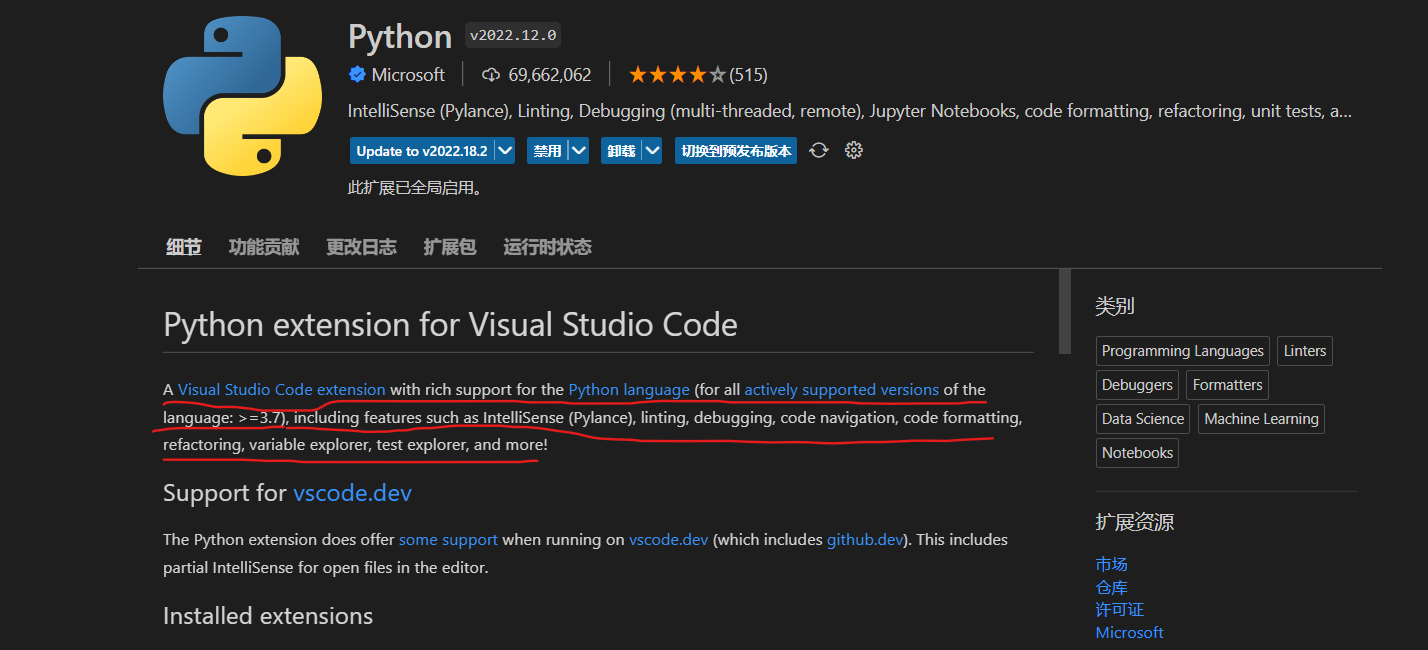 Python v2022.12.0
Microsoft 69,662,062 (515)
IntelliSense (Pylance), Linting, Debugging (multi-threaded, remote), Jupyter Notebooks, code formatting, refactoring, unit tests, a...
Update to v2022.18.2 禁用 卸载 切换到预发布版本
此扩展已全局启用。
细节 功能贡献 更改日志 扩展包 运行时状态
Python extension for Visual Studio Code
A Visual Studio Code extension with rich support for the Python language (for all actively supported versions of the
language: >=3.7), including features such as IntelliSense (Pylance), linting, debugging, code navigation, code formatting,
refactoring, variable explorer, test explorer, and more!
Support for vscode.dev
The Python extension does offer some support when running on vscode.dev (which includes github.dev). This includes
partial IntelliSense for open files in the editor.
Installed extensions
类别
Programming Languages Linters
Debuggers Formatters
Data Science Machine Learning
Notebooks
扩展资源
市场
仓库
许可证
Microsoft